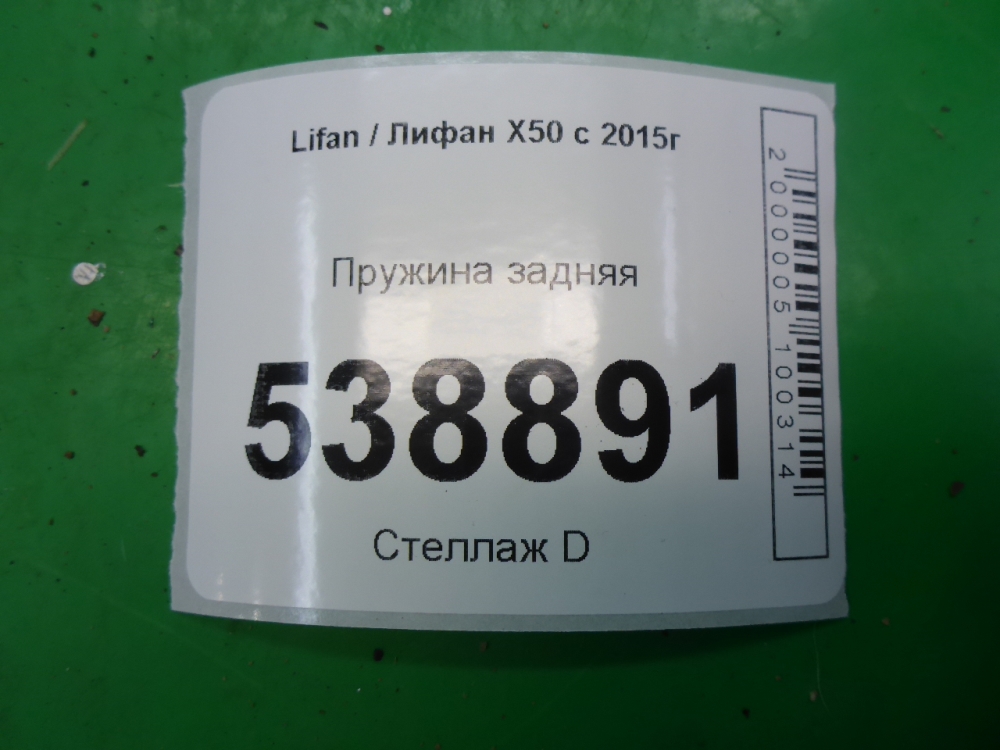 Lifan / Лифан X50 с 2015г
Пружина задняя
538891
Стеллаж D
2000005100314